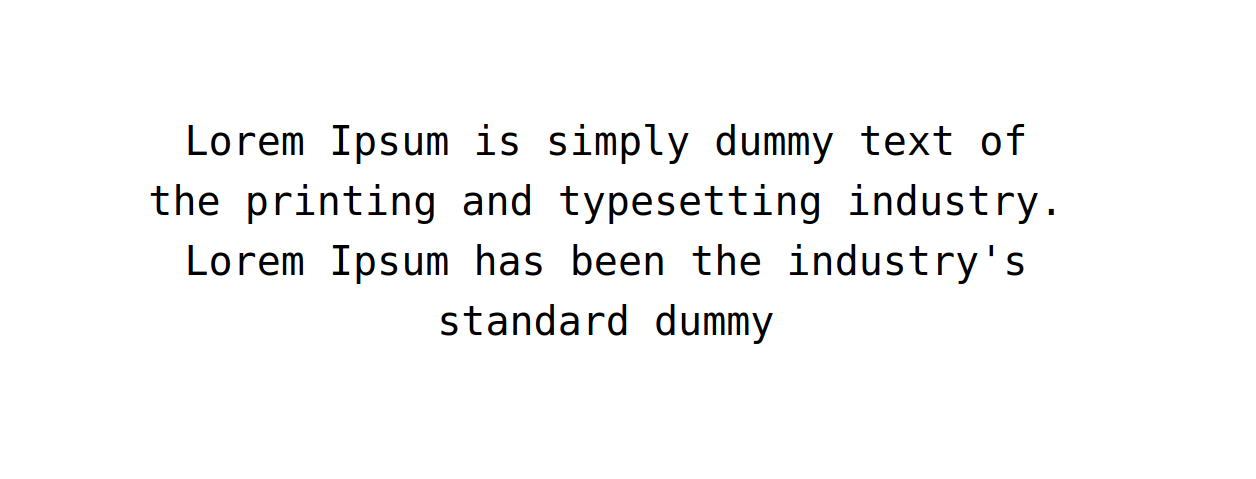 Lorem Ipsum is simply dummy text of
the printing and typesetting industry.
Lorem Ipsum has been the industry's
standard dummy